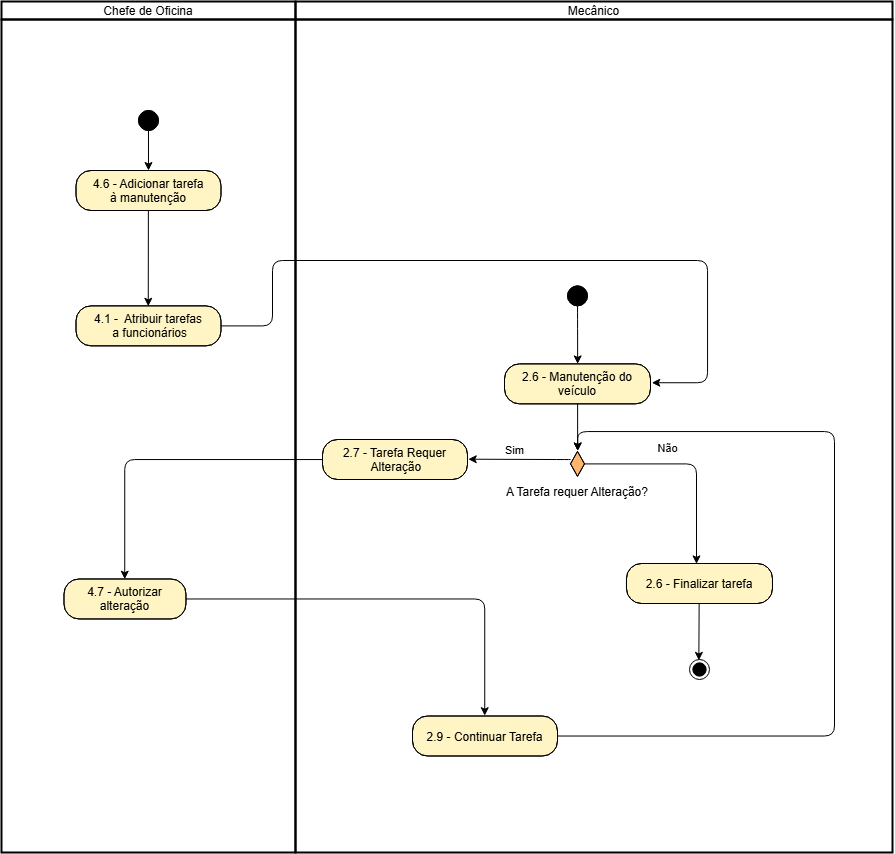 Chefe de Oficina
Mecânico
4.6 - Adicionar tarefa
à manutenção
4.1 - Atribuir tarefas
a funcionários
2.6 - Manutenção do
veículo
Sim
Não
2.7 - Tarefa Requer
Alteração
A Tarefa requer Alteração?
4.7 - Autorizar
alteração
2.6 - Finalizar tarefa
2.9 - Continuar Tarefa